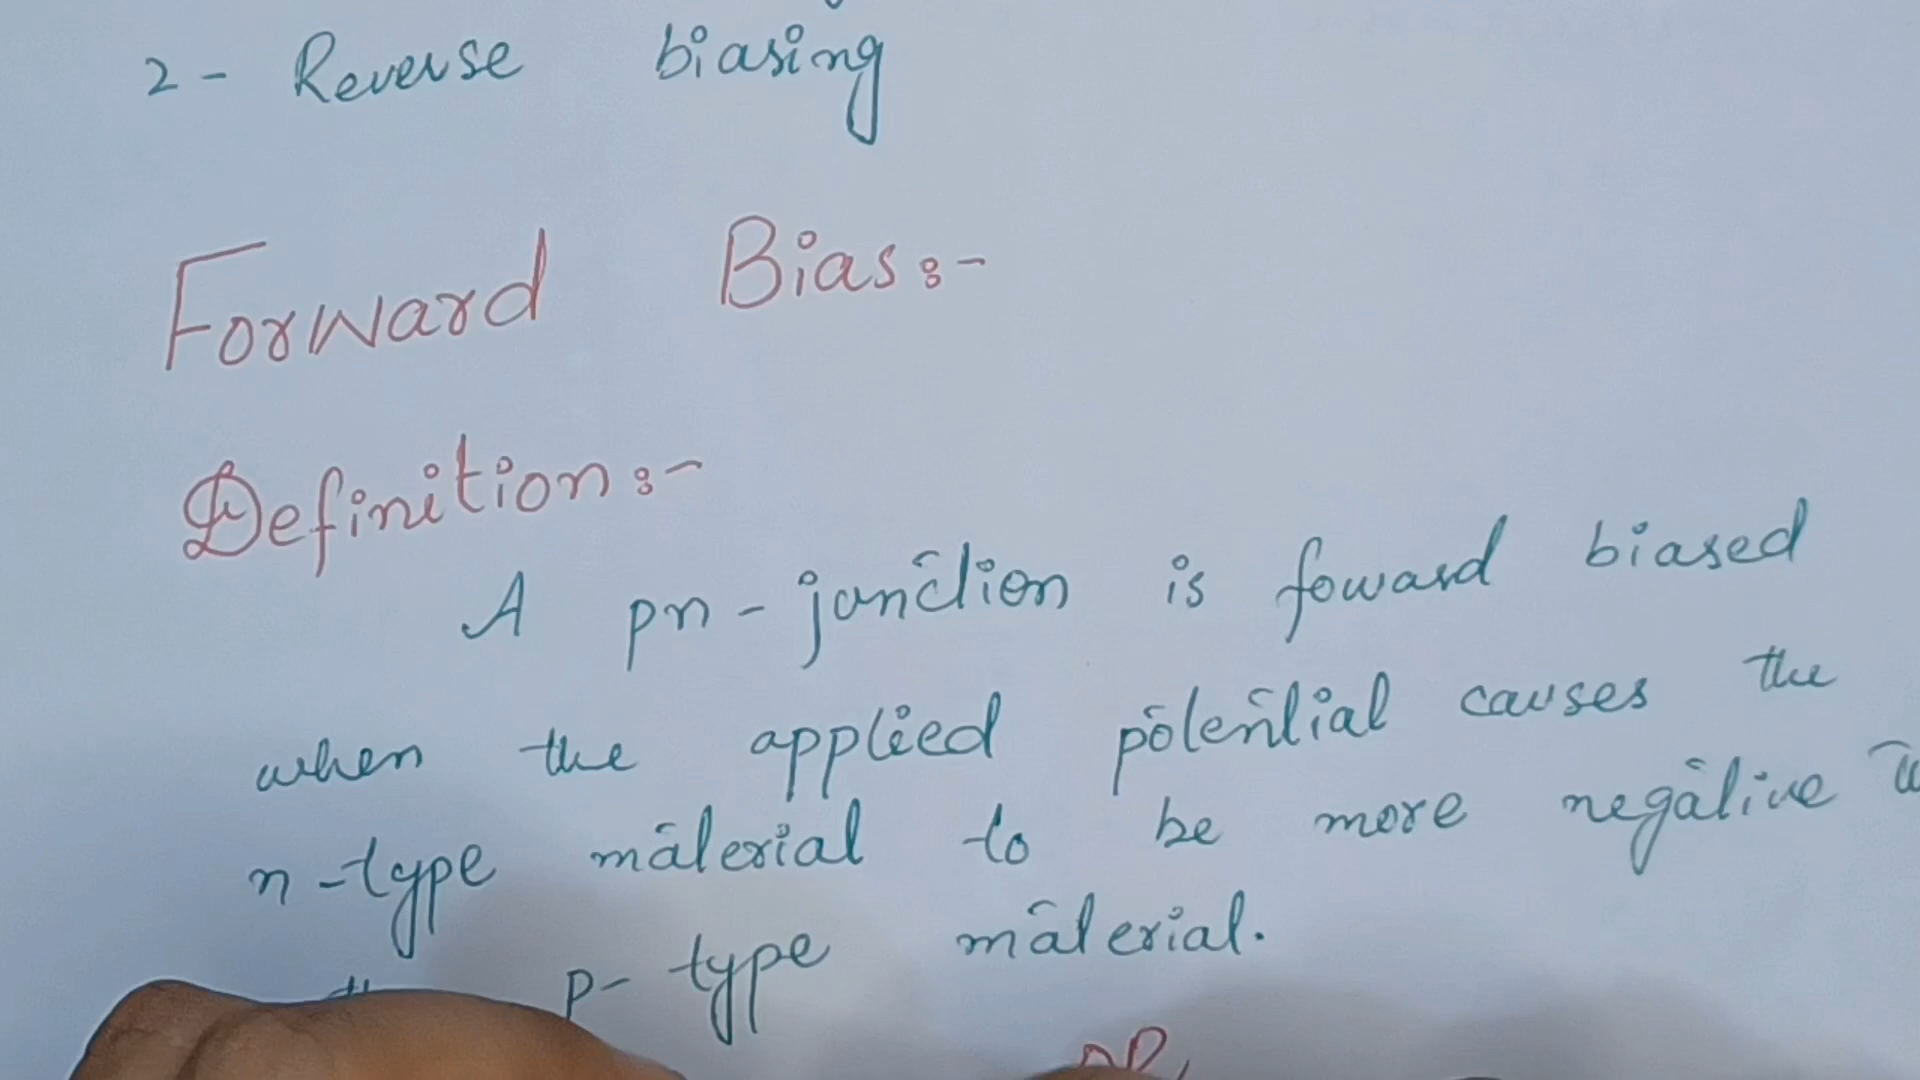 2- Reverse biasing
Forward Bias:-
Definition:-
A pn-junction is foward biased
when the applied potential causes the
n-type material to be more negative
p-type material.
OR